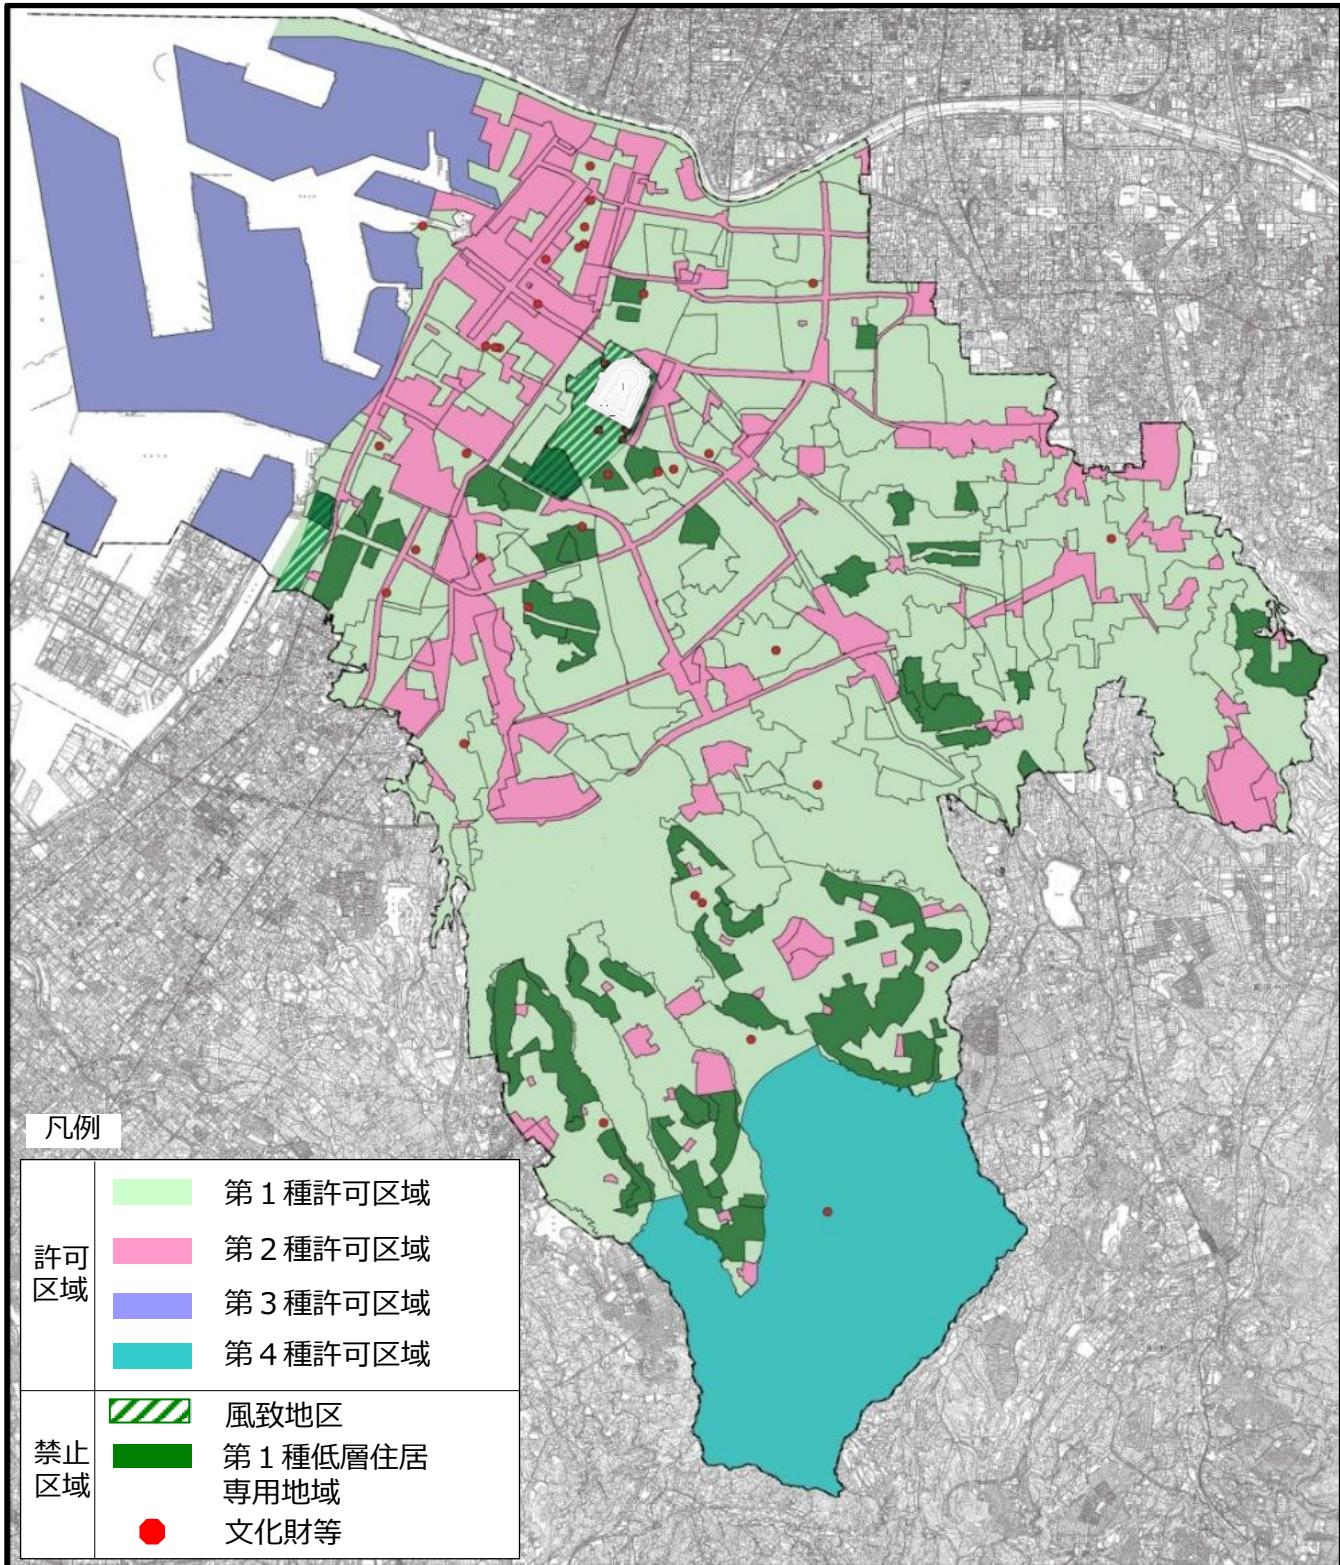 凡例
許可
区域
第１種許可区域
第２種許可区域
第３種許可区域
第４種許可区域
禁止
区域
風致地区
第１種低層住居
専用地域
文化財等